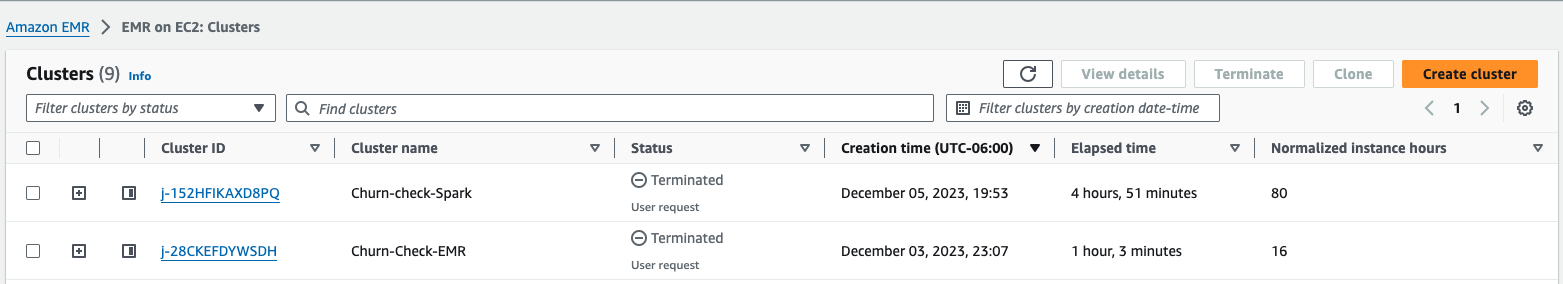 Amazon EMR > EMR on EC2: Clusters
Clusters (9) Info
View details
Terminate
Clone
Create cluster
Filter clusters by status
Find clusters
Filter clusters by creation date-time
1
Cluster ID Cluster name Status Creation time (UTC-06:00) Elapsed time Normalized instance hours
j-152HFIKAXD8PQ Churn-check-Spark Terminated December 05, 2023, 19:53 4 hours, 51 minutes 80
User request
j-28CKEFDYWSDH Churn-Check-EMR Terminated December 03, 2023, 23:07 1 hour, 3 minutes 16
User request